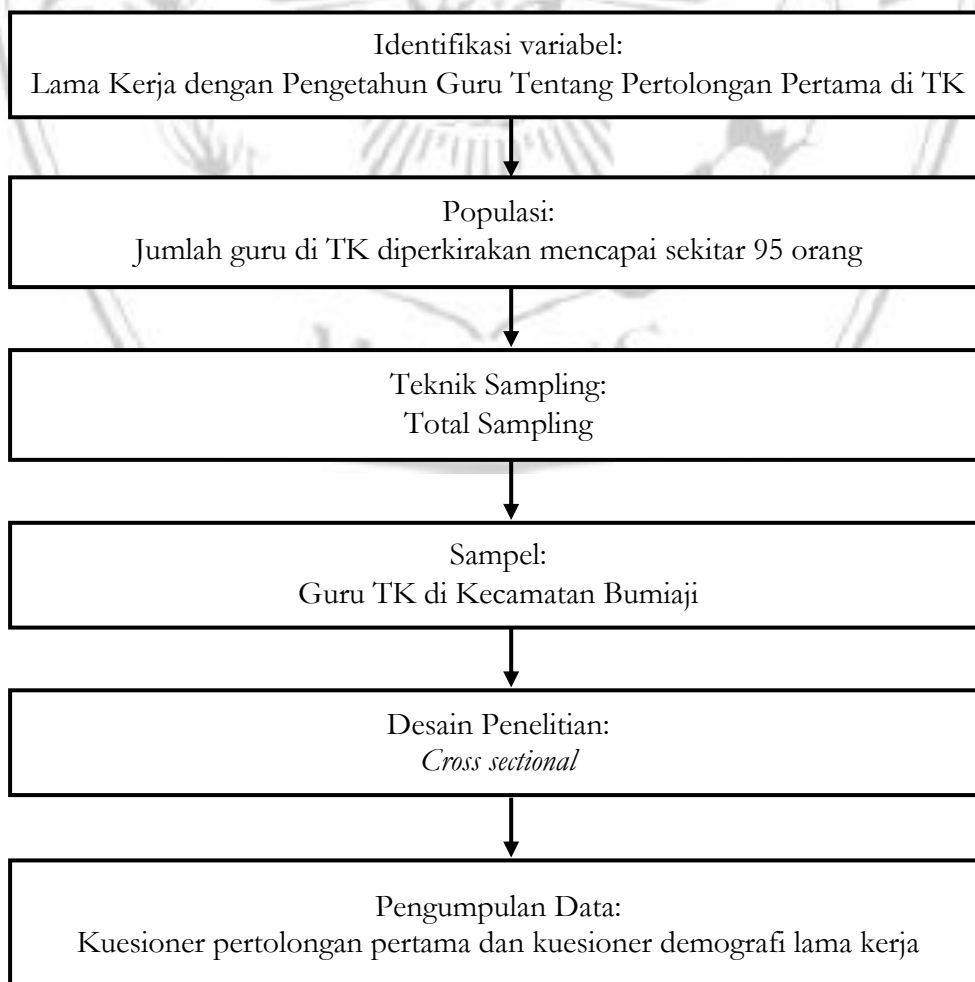 Identifikasi variabel:
Lama Kerja dengan Pengetahun Guru Tentang Pertolongan Pertama di TK
Populasi:
Jumlah guru di TK diperkirakan mencapai sekitar 95 orang
Teknik Sampling:
Total Sampling
Sampel:
Guru TK di Kecamatan Bumiaji
Desain Penelitian:
Cross sectional
Pengumpulan Data:
Kuesioner pertolongan pertama dan kuesioner demografi lama kerja